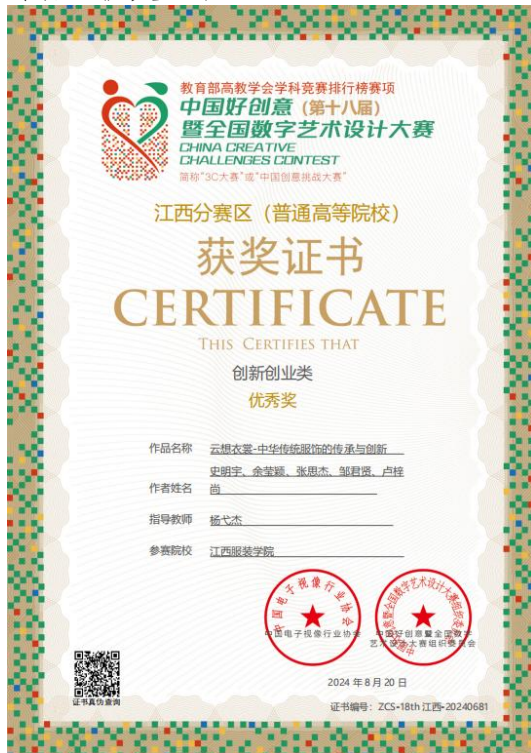 教育部高教学会学科竞赛排行榜赛项
中国好创意（第十八届）
暨全国数字艺术设计大赛
CHINA CREATIVE
CHALLENGES CONTEST
简称"3C大赛"或"中国创意挑战大赛"
江西分赛区（普通高等院校）
获奖证书
CERTIFICATE
THIS CERTIFIES THAT
创新创业类
优秀奖
作品名称 云想衣裳-中华传统服饰的传承与创新
史明宇、余莹颖、张思杰、邹君贤、卢梓
作者姓名 尚
指导教师 杨弋杰
参赛院校 江西服装学院
中国电子视像行业协会
中国电子视像行业协会
中国好创意暨全国数字
艺术设计大赛组织委员会
2024 年 8 月 20 日
证书真伪查询
证书编号：ZCS-18th 江西-20240681